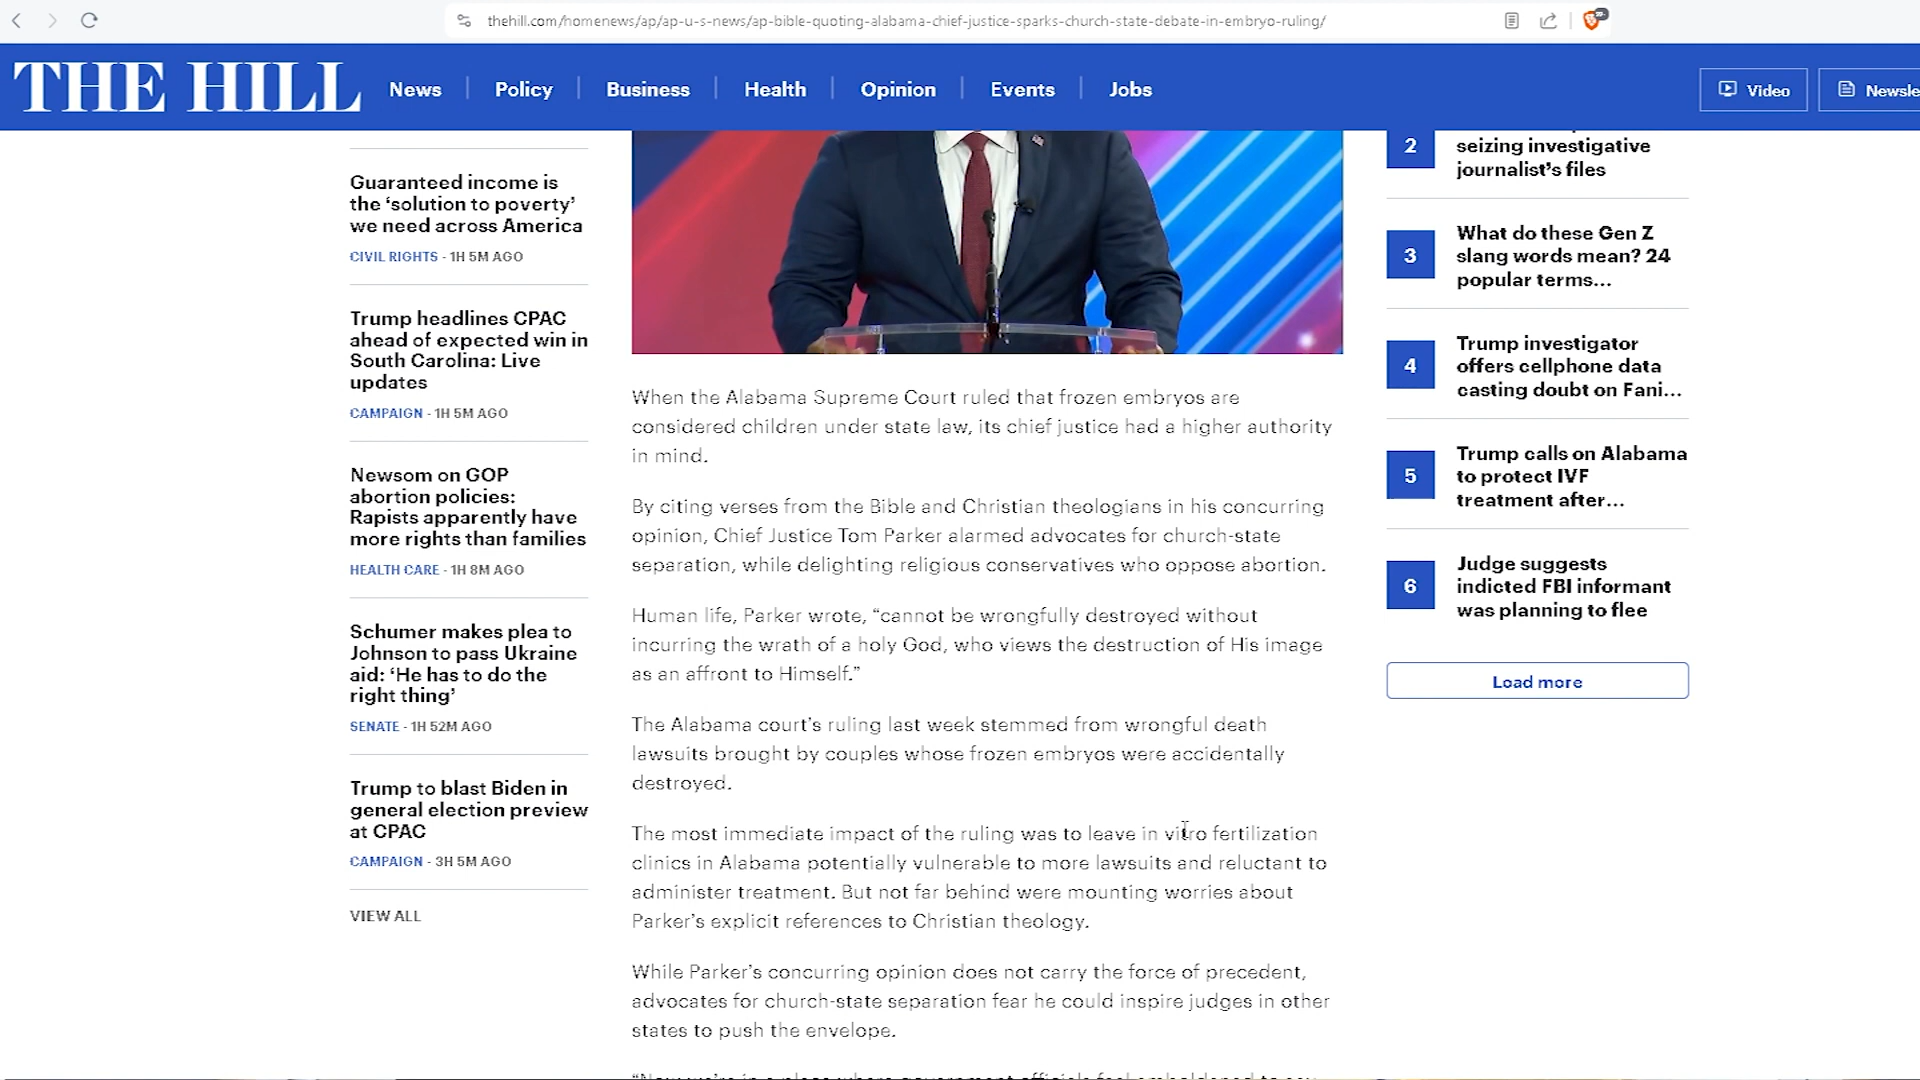 thehill.com/homenews/ap/ap-u-s-news/ap-bible-quoting-alabama-chief-justice-sparks-church-state-debate-in-embryo-ruling/
THE HILL
News
Policy
Business
Health
Opinion
Events
Jobs
Video
Guaranteed income is
the ‘solution to poverty’
we need across America
CIVIL RIGHTS - 1H 5M AGO
Trump headlines CPAC
ahead of expected win in
South Carolina: Live
updates
CAMPAIGN - 1H 5M AGO
Newsom on GOP
abortion policies:
Rapists apparently have
more rights than families
HEALTH CARE - 1H 8M AGO
Schumer makes plea to
Johnson to pass Ukraine
aid: ‘He has to do the
right thing’
SENATE - 1H 52M AGO
Trump to blast Biden in
general election preview
at CPAC
CAMPAIGN - 3H 5M AGO
VIEW ALL
When the Alabama Supreme Court ruled that frozen embryos are
considered children under state law, its chief justice had a higher authority
in mind.
By citing verses from the Bible and Christian theologians in his concurring
opinion, Chief Justice Tom Parker alarmed advocates for church-state
separation, while delighting religious conservatives who oppose abortion.
Human life, Parker wrote, “cannot be wrongfully destroyed without
incurring the wrath of a holy God, who views the destruction of His image
as an affront to Himself.”
The Alabama court’s ruling last week stemmed from wrongful death
lawsuits brought by couples whose frozen embryos were accidentally
destroyed.
The most immediate impact of the ruling was to leave in vitro fertilization
clinics in Alabama potentially vulnerable to more lawsuits and reluctant to
administer treatment. But not far behind were mounting worries about
Parker’s explicit references to Christian theology.
While Parker’s concurring opinion does not carry the force of precedent,
advocates for church-state separation fear he could inspire judges in other
states to push the envelope.
2
seizing investigative
journalist’s files
3
What do these Gen Z
slang words mean? 24
popular terms...
4
Trump investigator
offers cellphone data
casting doubt on Fani...
5
Trump calls on Alabama
to protect IVF
treatment after...
6
Judge suggests
indicted FBI informant
was planning to flee
Load more